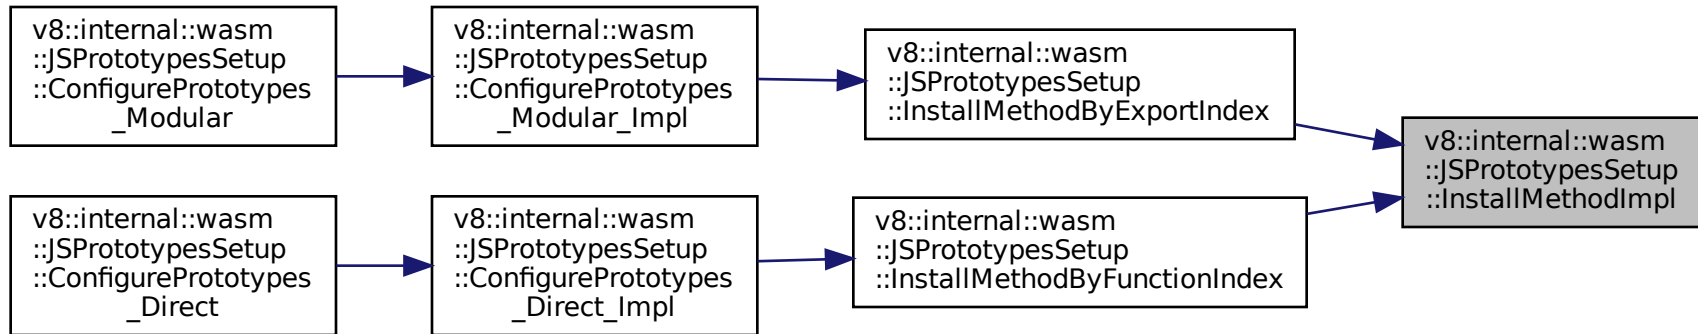 v8::internal::wasm
::JSPrototypesSetup
::ConfigurePrototypes
_Modular
v8::internal::wasm
::JSPrototypesSetup
::ConfigurePrototypes
_Modular_Impl
v8::internal::wasm
::JSPrototypesSetup
::InstallMethodByExportIndex
v8::internal::wasm
::JSPrototypesSetup
::InstallMethodImpl
v8::internal::wasm
::JSPrototypesSetup
::ConfigurePrototypes
_Direct
v8::internal::wasm
::JSPrototypesSetup
::ConfigurePrototypes
_Direct_Impl
v8::internal::wasm
::JSPrototypesSetup
::InstallMethodByFunctionIndex